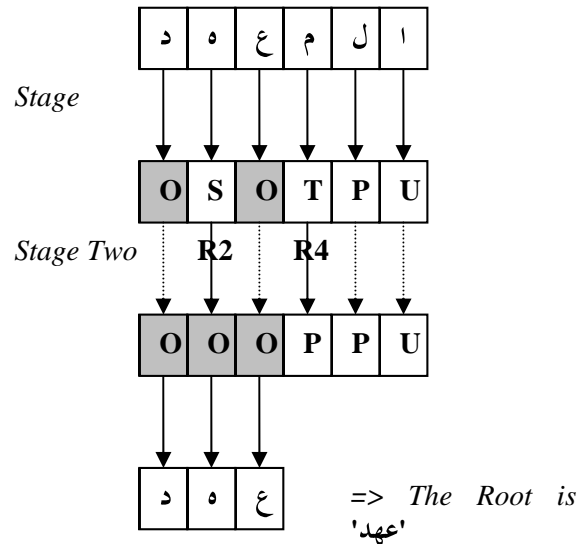 د ه ع م ل ا
Stage
O S O T P U
Stage Two R2 R4
O O O P P U
د ه ع
=> The Root is
'عهد'